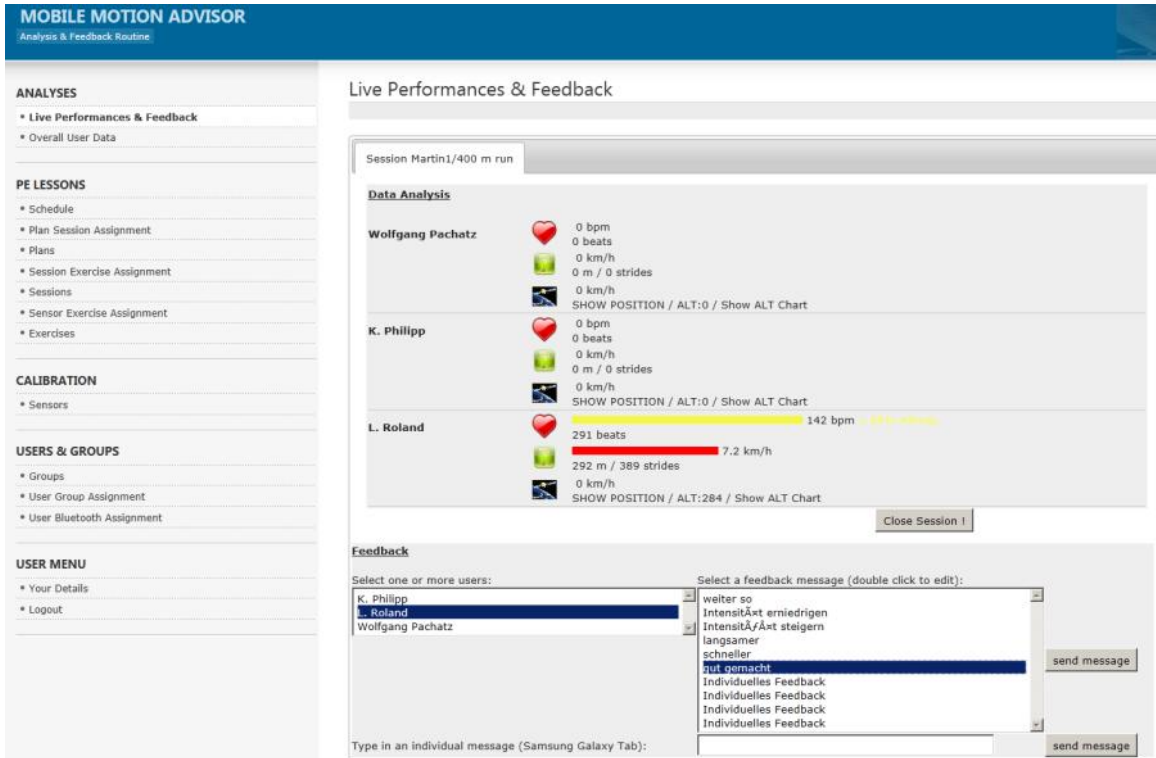 MOBILE MOTION ADVISOR
Analysis & Feedback Routine
ANALYSES
Live Performances & Feedback
Overall User Data
PE LESSONS
Schedule
Plan Session Assignment
Plans
Session Exercise Assignment
Sessions
Sensor Exercise Assignment
Exercises
CALIBRATION
Sensors
USERS & GROUPS
Groups
User Group Assignment
User Bluetooth Assignment
USER MENU
Your Details
Logout
Live Performances & Feedback
Session Martin1/400 m run
Data Analysis
Wolfgang Pachatz
0 bpm
0 beats
0 km/h
0 m / 0 strides
0 km/h
SHOW POSITION / ALT:0 / Show ALT Chart
K. Philipp
0 bpm
0 beats
0 km/h
0 m / 0 strides
0 km/h
SHOW POSITION / ALT:0 / Show ALT Chart
L. Roland
142 bpm
291 beats
7.2 km/h
292 m / 389 strides
0 km/h
SHOW POSITION / ALT:284 / Show ALT Chart
Close Session !
Feedback
Select one or more users:
K. Philipp
L. Roland
Wolfgang Pachatz
Select a feedback message (double click to edit):
weiter so
IntensitÃ¤t erniedrigen
IntensitÃƒÂ¤t steigern
langsamer
schneller
gut gemacht
Individuelles Feedback
Individuelles Feedback
Individuelles Feedback
Individuelles Feedback
send message
Type in an individual message (Samsung Galaxy Tab):
send message